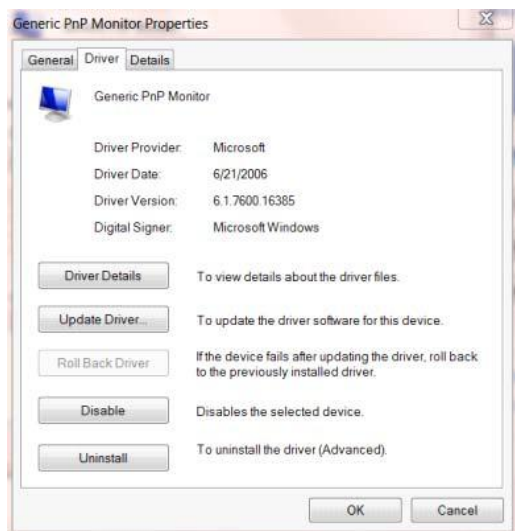 Generic PnP Monitor Properties
General Driver Details
Generic PnP Monitor
Driver Provider: Microsoft
Driver Date: 6/21/2006
Driver Version: 6.1.7600.16385
Digital Signer: Microsoft Windows
Driver Details To view details about the driver files.
Update Driver... To update the driver software for this device.
Roll Back Driver If the device fails after updating the driver, roll back
to the previously installed driver.
Disable Disables the selected device.
Uninstall To uninstall the driver (Advanced).
OK Cancel